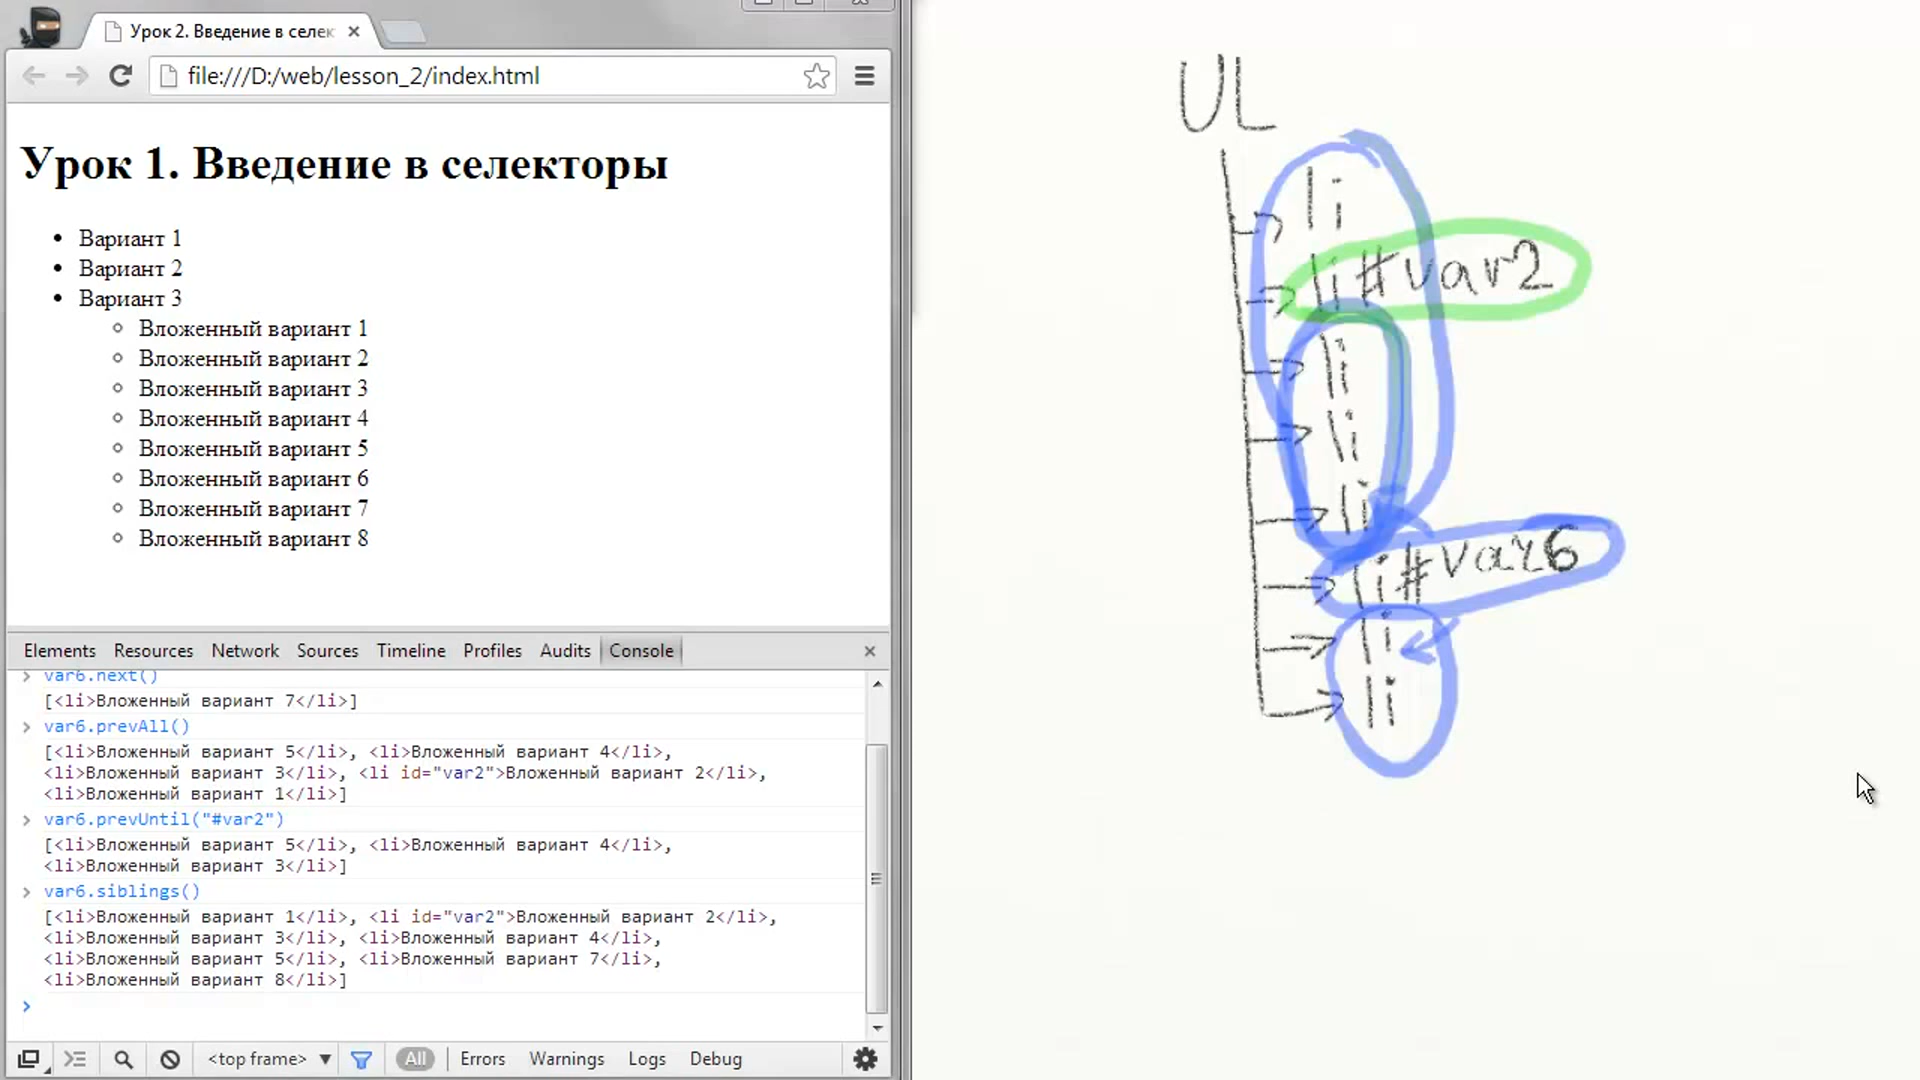 Урок 2. Введение в селек
file:///D:/web/lesson_2/index.html
Урок 1. Введение в селекторы
Вариант 1
Вариант 2
Вариант 3
Вложенный вариант 1
Вложенный вариант 2
Вложенный вариант 3
Вложенный вариант 4
Вложенный вариант 5
Вложенный вариант 6
Вложенный вариант 7
Вложенный вариант 8
Elements Resources Network Sources Timeline Profiles Audits Console
var6.next()
[<li>Вложенный вариант 7</li>]
var6.prevAll()
[<li>Вложенный вариант 5</li>, <li>Вложенный вариант 4</li>,
<li>Вложенный вариант 3</li>, <li id="var2">Вложенный вариант 2</li>,
<li>Вложенный вариант 1</li>]
var6.prevUntil("#var2")
[<li>Вложенный вариант 5</li>, <li>Вложенный вариант 4</li>,
<li>Вложенный вариант 3</li>]
var6.siblings()
[<li>Вложенный вариант 1</li>, <li id="var2">Вложенный вариант 2</li>,
<li>Вложенный вариант 3</li>, <li>Вложенный вариант 4</li>,
<li>Вложенный вариант 5</li>, <li>Вложенный вариант 7</li>,
<li>Вложенный вариант 8</li>]
<top frame> All Errors Warnings Logs Debug
UL
li
li#var2
li
li
li
li#var6
li
li